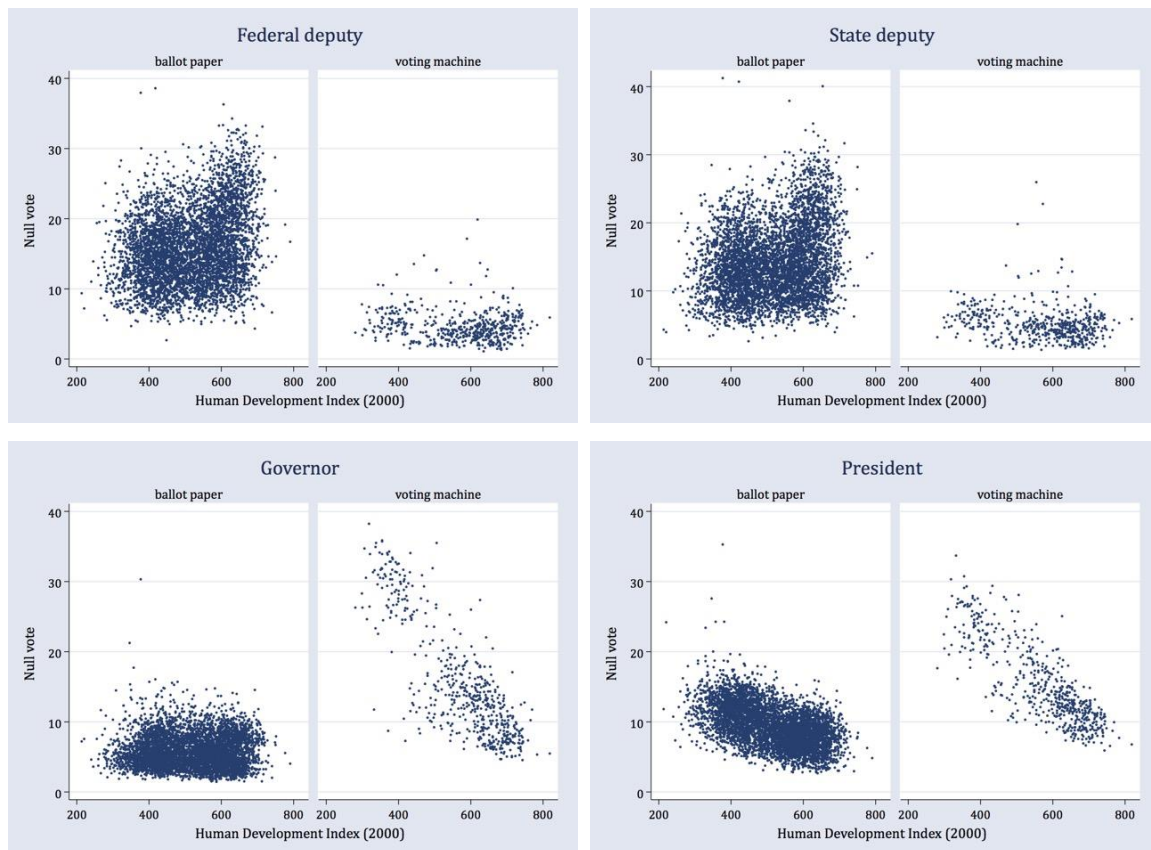 Federal deputy
ballot paper voting machine
40
30
20
10
0
Null vote
200 400 600 800 200 400 600 800
Human Development Index (2000)
State deputy
ballot paper voting machine
40
30
20
10
0
Null vote
200 400 600 800 200 400 600 800
Human Development Index (2000)
Governor
ballot paper voting machine
40
30
20
10
0
Null vote
200 400 600 800 200 400 600 800
Human Development Index (2000)
President
ballot paper voting machine
40
30
20
10
0
Null vote
200 400 600 800 200 400 600 800
Human Development Index (2000)